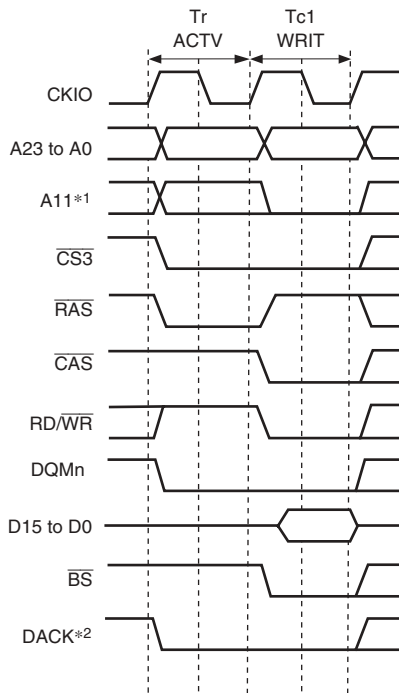 Tr Tc1
ACTV WRIT
CKIO
A23 to A0
A11*1
CS3
RAS
CAS
RD/WR
DQMn
D15 to D0
BS
DACK*2